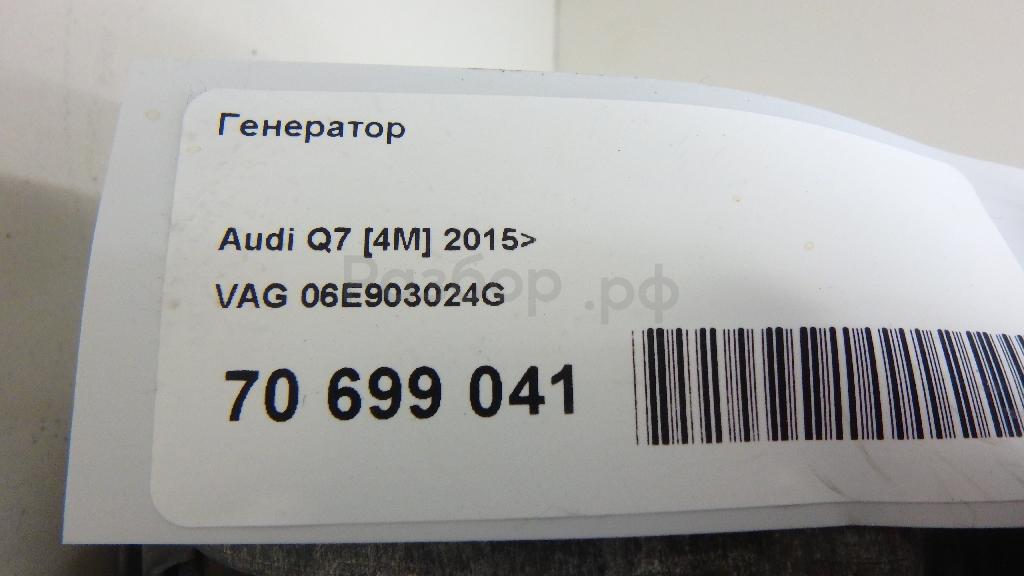 Генератор
Audi Q7 [4M] 2015>
Разбор.рф
VAG 06E903024G
70 699 041